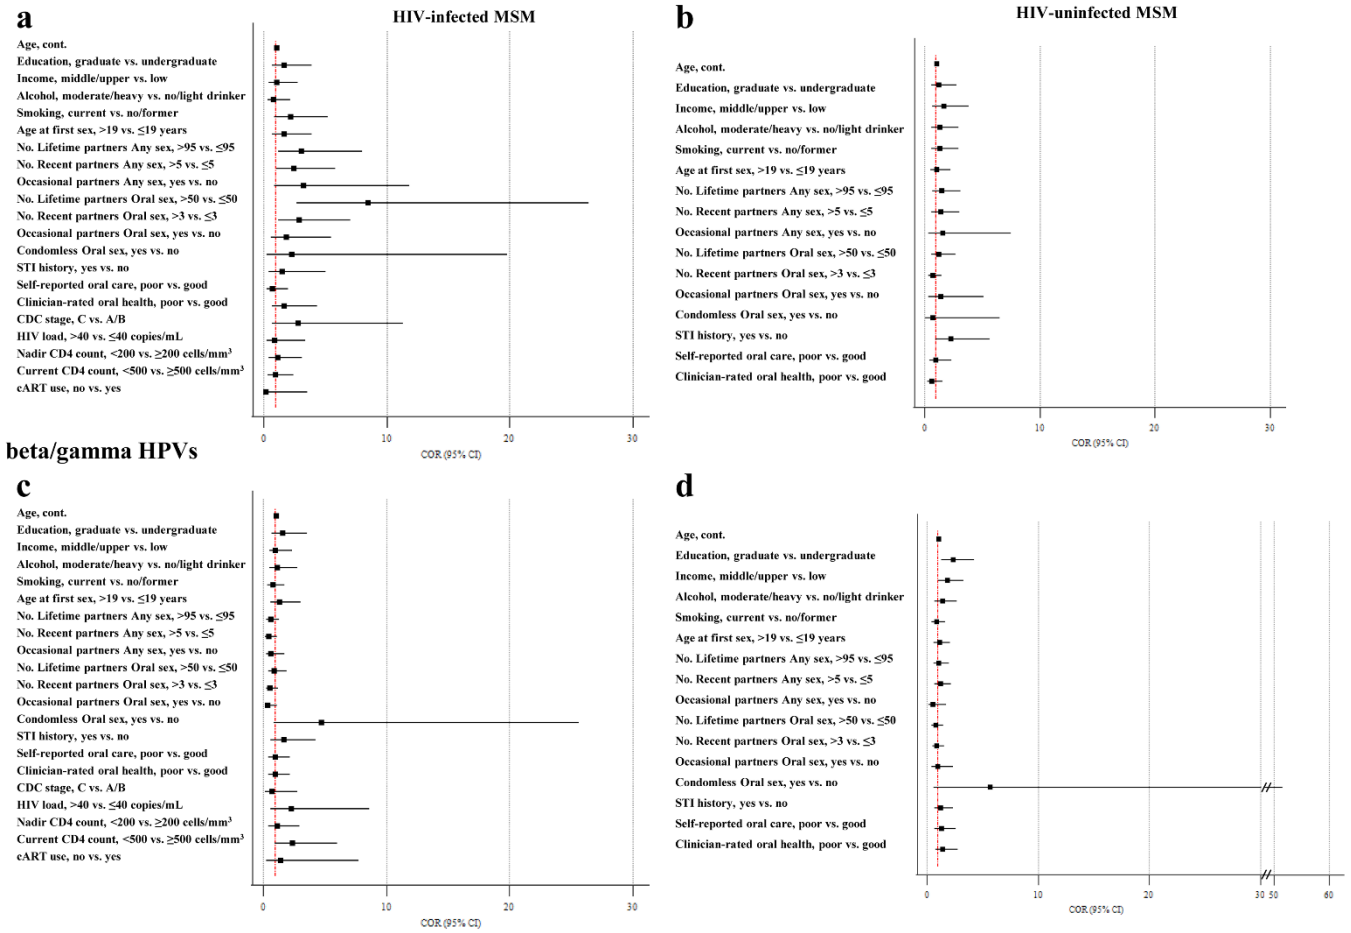 a
HIV-infected MSM
Age, cont.
Education, graduate vs. undergraduate
Income, middle/upper vs. low
Alcohol, moderate/heavy vs. no/light drinker
Smoking, current vs. no/former
Age at first sex, >19 vs. ≤19 years
No. Lifetime partners Any sex, >95 vs. ≤95
No. Recent partners Any sex, >5 vs. ≤5
Occasional partners Any sex, yes vs. no
No. Lifetime partners Oral sex, >50 vs. ≤50
No. Recent partners Oral sex, >3 vs. ≤3
Occasional partners Oral sex, yes vs. no
Condomless Oral sex, yes vs. no
STI history, yes vs. no
Self-reported oral care, poor vs. good
Clinician-rated oral health, poor vs. good
CDC stage, C vs. A/B
HIV load, >40 vs. ≤40 copies/mL
Nadir CD4 count, <200 vs. ≥200 cells/mm³
Current CD4 count, <500 vs. ≥500 cells/mm³
cART use, no vs. yes
0 10 20 30
COR (95% CI)
b
HIV-uninfected MSM
Age, cont.
Education, graduate vs. undergraduate
Income, middle/upper vs. low
Alcohol, moderate/heavy vs. no/light drinker
Smoking, current vs. no/former
Age at first sex, >19 vs. ≤19 years
No. Lifetime partners Any sex, >95 vs. ≤95
No. Recent partners Any sex, >5 vs. ≤5
Occasional partners Any sex, yes vs. no
No. Lifetime partners Oral sex, >50 vs. ≤50
No. Recent partners Oral sex, >3 vs. ≤3
Occasional partners Oral sex, yes vs. no
Condomless Oral sex, yes vs. no
STI history, yes vs. no
Self-reported oral care, poor vs. good
Clinician-rated oral health, poor vs. good
0 10 20 30
COR (95% CI)
beta/gamma HPVs
c
Age, cont.
Education, graduate vs. undergraduate
Income, middle/upper vs. low
Alcohol, moderate/heavy vs. no/light drinker
Smoking, current vs. no/former
Age at first sex, >19 vs. ≤19 years
No. Lifetime partners Any sex, >95 vs. ≤95
No. Recent partners Any sex, >5 vs. ≤5
Occasional partners Any sex, yes vs. no
No. Lifetime partners Oral sex, >50 vs. ≤50
No. Recent partners Oral sex, >3 vs. ≤3
Occasional partners Oral sex, yes vs. no
Condomless Oral sex, yes vs. no
STI history, yes vs. no
Self-reported oral care, poor vs. good
Clinician-rated oral health, poor vs. good
CDC stage, C vs. A/B
HIV load, >40 vs. ≤40 copies/mL
Nadir CD4 count, <200 vs. ≥200 cells/mm³
Current CD4 count, <500 vs. ≥500 cells/mm³
cART use, no vs. yes
0 10 20 30
COR (95% CI)
d
Age, cont.
Education, graduate vs. undergraduate
Income, middle/upper vs. low
Alcohol, moderate/heavy vs. no/light drinker
Smoking, current vs. no/former
Age at first sex, >19 vs. ≤19 years
No. Lifetime partners Any sex, >95 vs. ≤95
No. Recent partners Any sex, >5 vs. ≤5
Occasional partners Any sex, yes vs. no
No. Lifetime partners Oral sex, >50 vs. ≤50
No. Recent partners Oral sex, >3 vs. ≤3
Occasional partners Oral sex, yes vs. no
Condomless Oral sex, yes vs. no
STI history, yes vs. no
Self-reported oral care, poor vs. good
Clinician-rated oral health, poor vs. good
0 10 20 30 50 60
COR (95% CI)